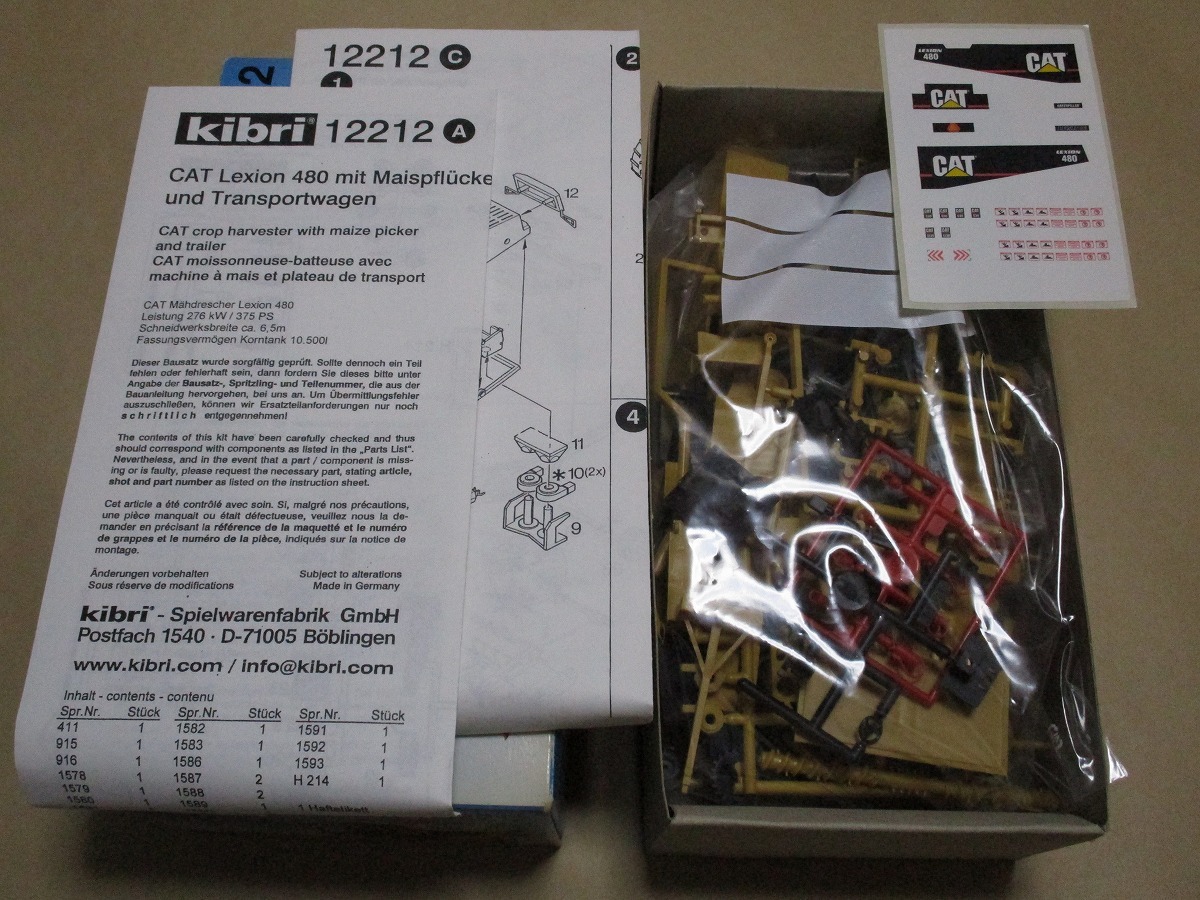 2
12212 C
1
2
kibri 12212 A
CAT Lexion 480 mit Maispflücke
und Transportwagen
CAT crop harvester with maize picker
and trailer
CAT moissonneuse-batteuse avec
machine à mais et plateau de transport
CAT Mähdrescher Lexion 480
Leistung 276 kW / 375 PS
Schneidwerksbreite ca. 6,5m
Fassungsvermögen Korntank 10.500l
Dieser Bausatz wurde sorgfältig geprüft. Sollte dennoch ein Teil
fehlen oder fehlerhaft sein, dann fordern Sie dieses bitte unter
Angabe der Bausatz-, Spritzling- und Teilenummer, die aus der
Bauanleitung hervorgehen, bei uns an. Um Übermittlungsfehler
auszuschließen, können wir Ersatzteilanforderungen nur noch
schriftlich entgegennehmen!
The contents of this kit have been carefully checked and thus
should correspond with components as listed in the „Parts List".
Nevertheless, and in the event that a part / component is miss-
ing or is faulty, please request the necessary part, stating article,
shot and part number as listed on the instruction sheet.
Cet article a été contrôlé avec soin. Si, malgré nos précautions,
une pièce manquait ou était défectueuse, veuillez nous la de-
mander en précisant la référence de la maquette et le numéro
de grappes et le numéro de la pièce, indiqués sur la notice de
montage.
Änderungen vorbehalten Subject to alterations
Sous réserve de modifications Made in Germany
kibri - Spielwarenfabrik GmbH
Postfach 1540 · D-71005 Böblingen
www.kibri.com / info@kibri.com
Inhalt - contents - contenu
Spr.Nr. Stück Spr.Nr. Stück Spr.Nr. Stück
411 1 1582 1 1591 1
915 1 1583 1 1592 1
916 1 1586 1 1593 1
1578 1 1587 2 H 214 1
1579 1 1588 2
1580 1589 1 1 Haftetikett
12
2
4
11
*10(2x)
9
LEXION
480
CAT
CAT
CAT
LEXION
480